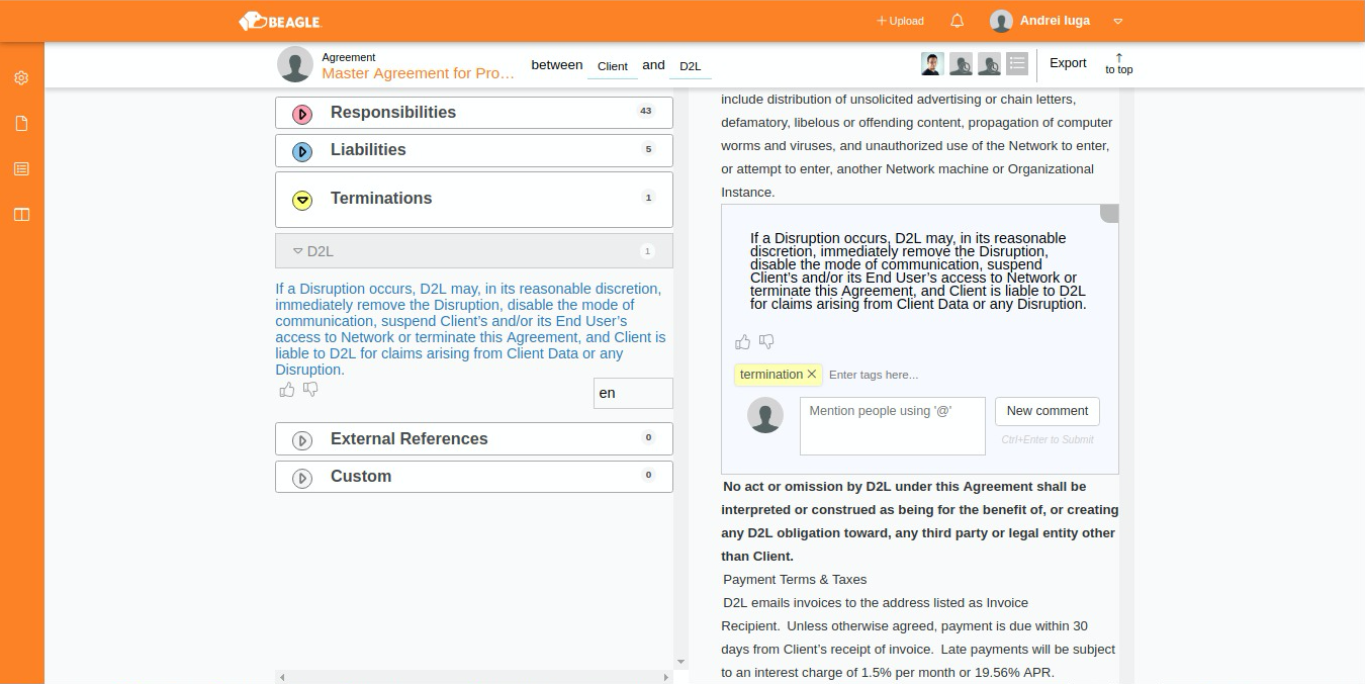 BEAGLE
+ Upload
Andrei Iuga
Agreement
Master Agreement for Pro…
between Client and D2L
Export
↑
to top
Responsibilities 43
Liabilities 5
Terminations 1
D2L 1
If a Disruption occurs, D2L may, in its reasonable discretion,
immediately remove the Disruption, disable the mode of
communication, suspend Client’s and/or its End User’s
access to Network or terminate this Agreement, and Client is
liable to D2L for claims arising from Client Data or any
Disruption.
en
External References 0
Custom 0
include distribution of unsolicited advertising or chain letters,
defamatory, libelous or offending content, propagation of computer
worms and viruses, and unauthorized use of the Network to enter,
or attempt to enter, another Network machine or Organizational
Instance.
If a Disruption occurs, D2L may, in its reasonable
discretion, immediately remove the Disruption,
disable the mode of communication, suspend
Client’s and/or its End User’s access to Network or
terminate this Agreement, and Client is liable to D2L
for claims arising from Client Data or any Disruption.
termination × Enter tags here...
Mention people using '@'
New comment
Ctrl+Enter to Submit
No act or omission by D2L under this Agreement shall be
interpreted or construed as being for the benefit of, or creating
any D2L obligation toward, any third party or legal entity other
than Client.
Payment Terms & Taxes
D2L emails invoices to the address listed as Invoice
Recipient.  Unless otherwise agreed, payment is due within 30
days from Client’s receipt of invoice.  Late payments will be subject
to an interest charge of 1.5% per month or 19.56% APR.